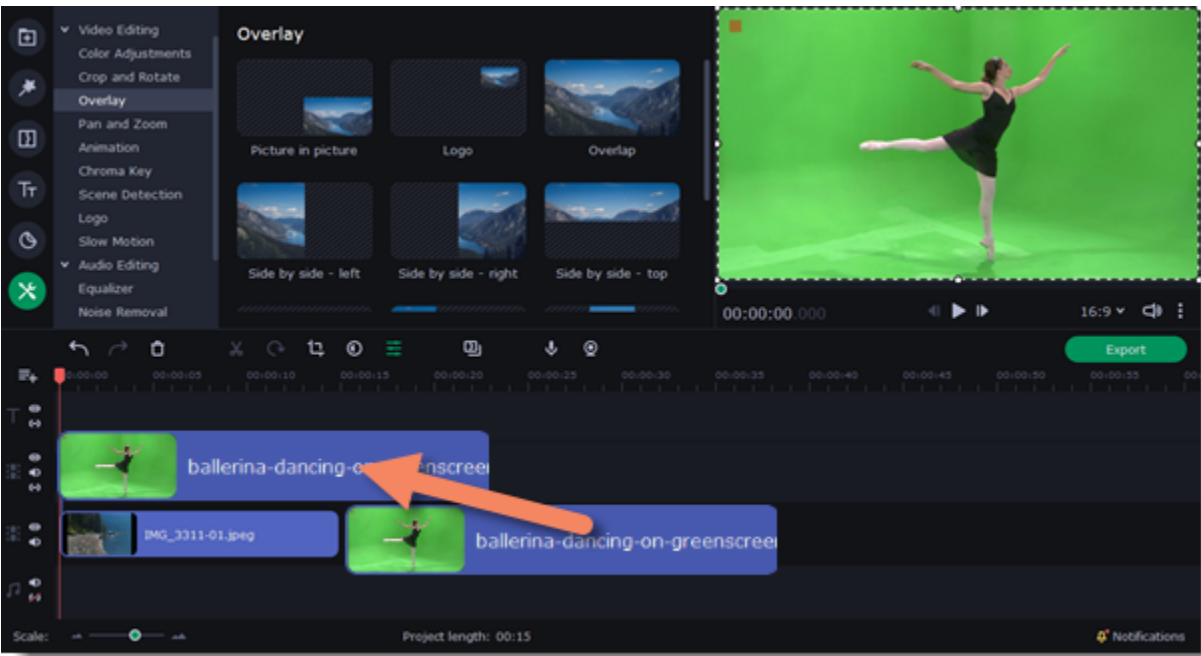 Video Editing
Color Adjustments
Crop and Rotate
Overlay
Pan and Zoom
Animation
Chroma Key
Scene Detection
Logo
Slow Motion
Audio Editing
Equalizer
Noise Removal
Overlay
Picture in picture
Logo
Overlap
Side by side - left
Side by side - right
Side by side - top
00:00:00.000
16:9
Export
0:00:00
00:00:05
00:00:10
00:00:15
00:00:20
00:00:25
00:00:30
00:00:35
00:00:40
00:00:45
00:00:50
00:00:55
00:
ballerina-dancing-o enscreen
IMG_3311-01.jpeg
ballerina-dancing-on-greenscreen
Scale:
Project length: 00:15
Notifications